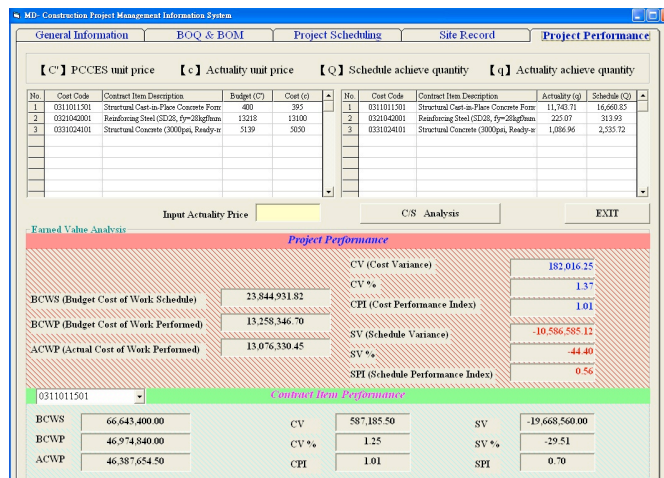 MD- Construction Project Management Information System
General Information BOQ & BOM Project Scheduling Site Record Project Performance
【 C' 】 PCCES unit price 【 c 】 Actuality unit price 【 Q 】 Schedule achieve quantity 【 q 】 Actuality achieve quantity
No. Cost Code Contract Item Description Budget (C') Cost (c)
1 0311011501 Structural Cast-in-Place Concrete Form 400 395
2 0321042001 Reinforcing Steel (SD28, fy=28kgf/mm 13218 13100
3 0331024101 Structural Concrete (3000psi, Ready-m 5139 5050
No. Cost Code Contract Item Description Actuality (q) Schedule (Q)
1 0311011501 Structural Cast-in-Place Concrete Form 11,743.71 16,660.85
2 0321042001 Reinforcing Steel (SD28, fy=28kgf/mm 225.07 313.93
3 0331024101 Structural Concrete (3000psi, Ready-m 1,086.96 2,535.72
Input Actuality Price C/S Analysis EXIT
Earned Value Analysis
Project Performance
BCWS (Budget Cost of Work Schedule) 23,844,931.82
BCWP (Budget Cost of Work Performed) 13,258,346.70
ACWP (Actual Cost of Work Performed) 13,076,330.45
CV (Cost Variance) 182,016.25
CV % 1.37
CPI (Cost Performance Index) 1.01
SV (Schedule Variance) -10,586,585.12
SV % -44.40
SPI (Schedule Performance Index) 0.56
0311011501 Contract Item Performance
BCWS 66,643,400.00 CV 587,185.50 SV -19,668,560.00
BCWP 46,974,840.00 CV % 1.25 SV % -29.51
ACWP 46,387,654.50 CPI 1.01 SPI 0.70